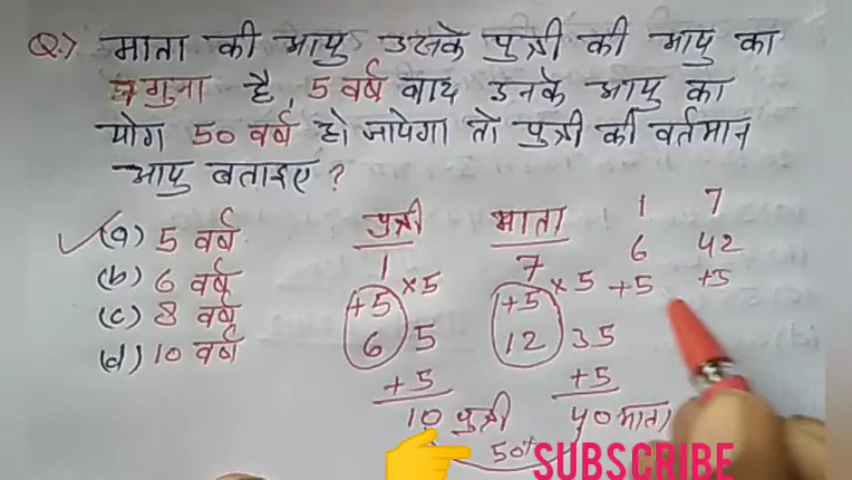 Q.) माता की आयु उसके पुत्री की आयु का
7 गुना है, 5 वर्ष बाद उनके आयु का
योग 50 वर्ष हो जायेगा तो पुत्री की वर्तमान
आयु बताइए ?
(a) 5 वर्ष
(b) 6 वर्ष
(c) 8 वर्ष
(d) 10 वर्ष
पुत्री माता
1 7
+5 ×5 +5 ×5
6 5 12 35
+5 +5
10 पुत्री 40 माता
50
1 7
6 42
+5 +5
SUBSCRIBE